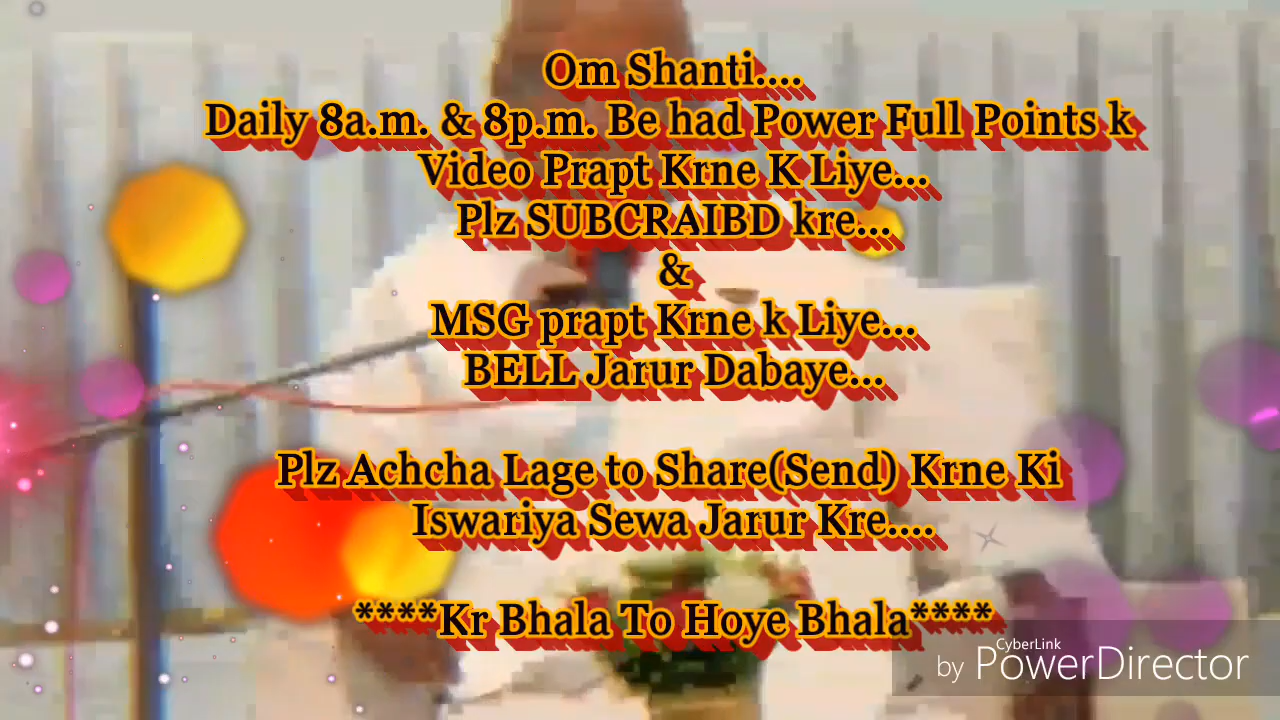 Om Shanti....
Daily 8a.m. & 8p.m. Be had Power Full Points k
Video Prapt Krne K Liye...
Plz SUBCRAIBD kre...
&
MSG prapt Krne k Liye...
BELL Jarur Dabaye...
Plz Achcha Lage to Share(Send) Krne Ki
Iswariya Sewa Jarur Kre....
****Kr Bhala To Hoye Bhala****
CyberLink
by PowerDirector